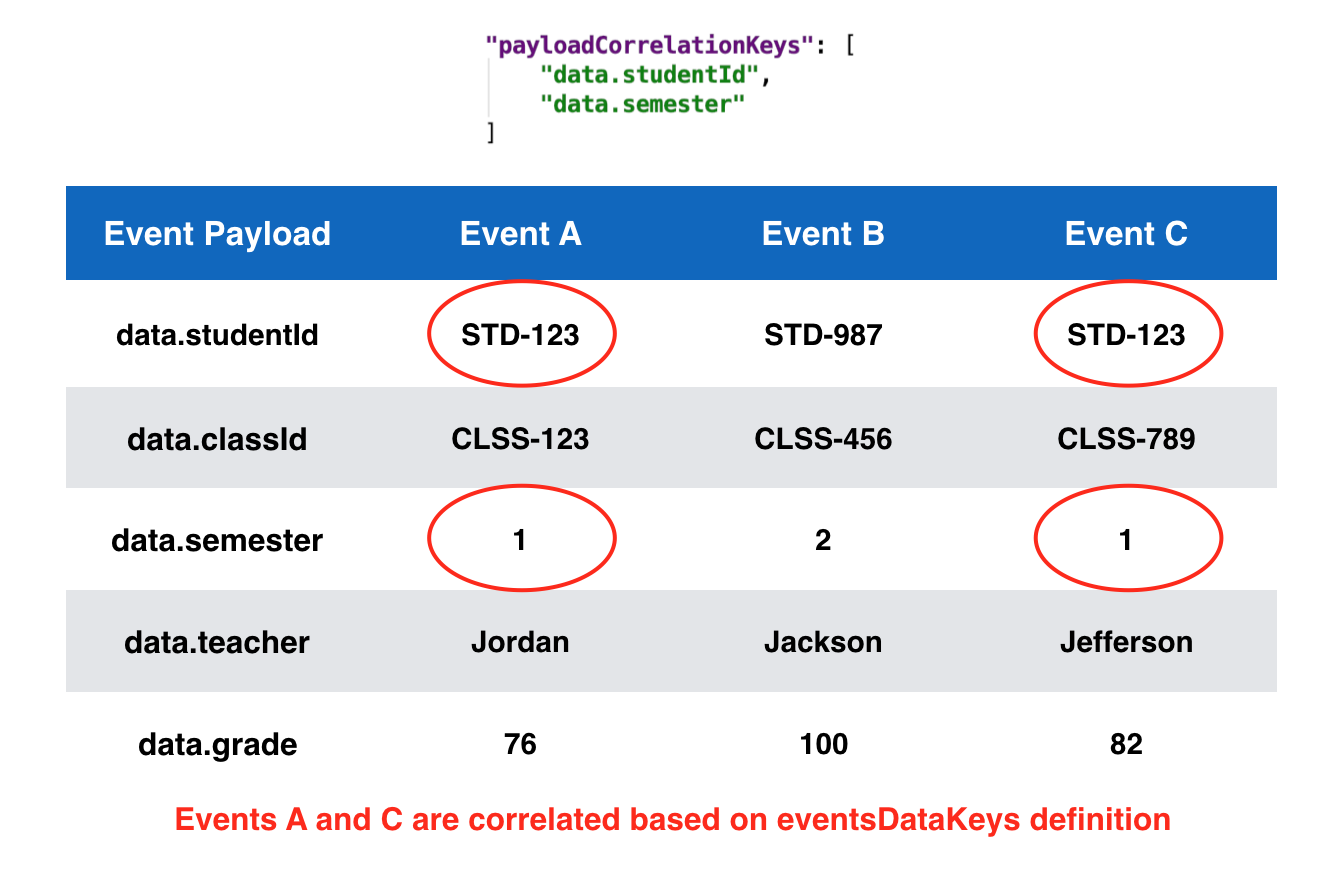 "payloadCorrelationKeys": [
"data.studentId",
"data.semester"
]
Event Payload Event A Event B Event C
data.studentId STD-123 STD-987 STD-123
data.classId CLSS-123 CLSS-456 CLSS-789
data.semester 1 2 1
data.teacher Jordan Jackson Jefferson
data.grade 76 100 82
Events A and C are correlated based on eventsDataKeys definition